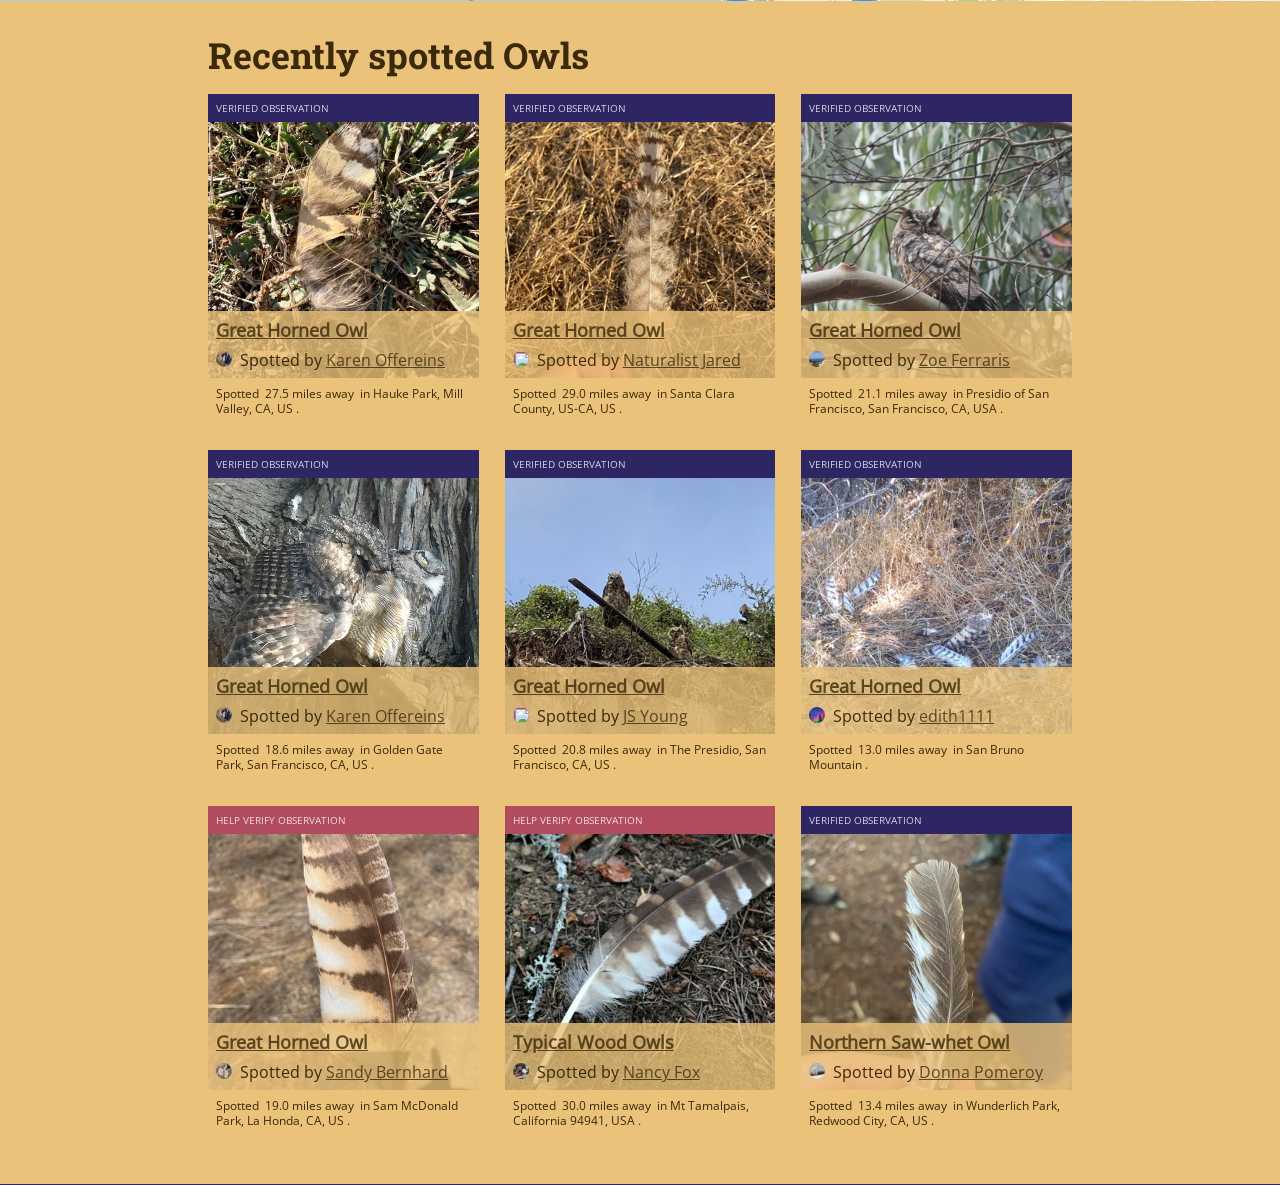 Recently spotted Owls
VERIFIED OBSERVATION
Great Horned Owl
Spotted by Karen Offereins
Spotted 27.5 miles away in Hauke Park, Mill
Valley, CA, US .
VERIFIED OBSERVATION
Great Horned Owl
Spotted by Naturalist Jared
Spotted 29.0 miles away in Santa Clara
County, US-CA, US .
VERIFIED OBSERVATION
Great Horned Owl
Spotted by Zoe Ferraris
Spotted 21.1 miles away in Presidio of San
Francisco, San Francisco, CA, USA .
VERIFIED OBSERVATION
Great Horned Owl
Spotted by Karen Offereins
Spotted 18.6 miles away in Golden Gate
Park, San Francisco, CA, US .
VERIFIED OBSERVATION
Great Horned Owl
Spotted by JS Young
Spotted 20.8 miles away in The Presidio, San
Francisco, CA, US .
VERIFIED OBSERVATION
Great Horned Owl
Spotted by edith1111
Spotted 13.0 miles away in San Bruno
Mountain .
HELP VERIFY OBSERVATION
Great Horned Owl
Spotted by Sandy Bernhard
Spotted 19.0 miles away in Sam McDonald
Park, La Honda, CA, US .
HELP VERIFY OBSERVATION
Typical Wood Owls
Spotted by Nancy Fox
Spotted 30.0 miles away in Mt Tamalpais,
California 94941, USA .
VERIFIED OBSERVATION
Northern Saw-whet Owl
Spotted by Donna Pomeroy
Spotted 13.4 miles away in Wunderlich Park,
Redwood City, CA, US .